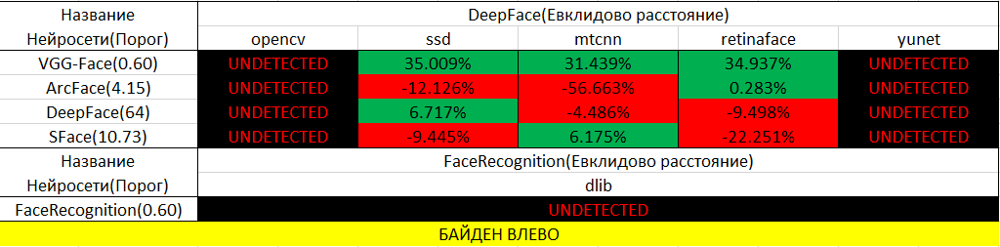 Название Нейросети(Порог) DeepFace(Евклидово расстояние)
opencv ssd mtcnn retinaface yunet
VGG-Face(0.60) UNDETECTED 35.009% 31.439% 34.937% UNDETECTED
ArcFace(4.15) UNDETECTED -12.126% -56.663% 0.283% UNDETECTED
DeepFace(64) UNDETECTED 6.717% -4.486% -9.498% UNDETECTED
SFace(10.73) UNDETECTED -9.445% 6.175% -22.251% UNDETECTED
Название Нейросети(Порог) FaceRecognition(Евклидово расстояние)
dlib
FaceRecognition(0.60) UNDETECTED
БАЙДЕН ВЛЕВО